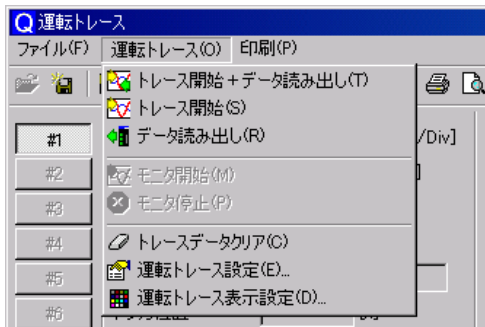 運転トレース
ファイル(F) 運転トレース(O) 印刷(P)
トレース開始+データ読み出し(T)
トレース開始(S)
#1 データ読み出し(R) /Div]
#2 モニタ開始(M) ]
#3 モニタ停止(P)
#4 トレースデータクリア(C)
#5 運転トレース設定(E)...
#6 運転トレース表示設定(D)...